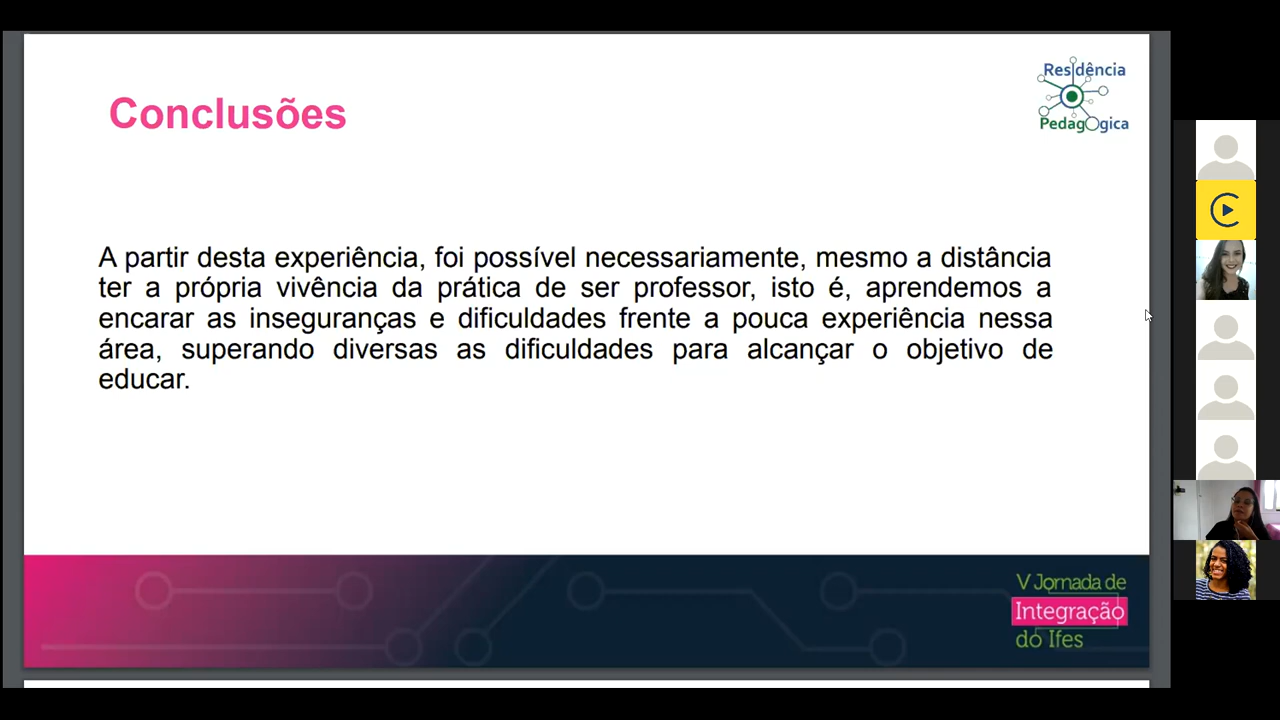 Conclusões
Residência
Pedagógica
A partir desta experiência, foi possível necessariamente, mesmo a distância
ter a própria vivência da prática de ser professor, isto é, aprendemos a
encarar as inseguranças e dificuldades frente a pouca experiência nessa
área, superando diversas as dificuldades para alcançar o objetivo de
educar.
V Jornada de
Integração
do Ifes